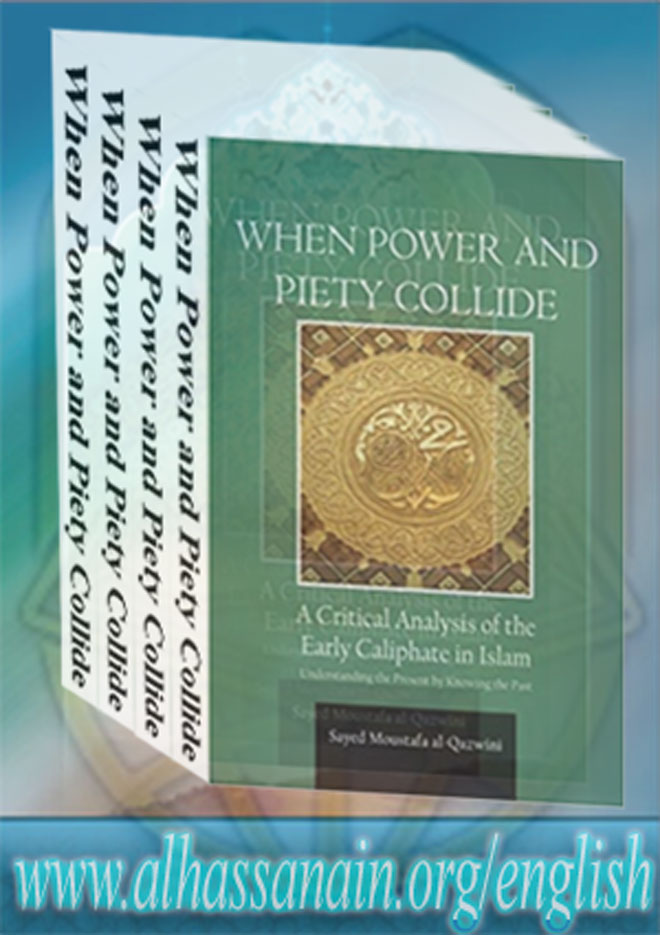 When Power and Piety Collide
When Power and Piety Collide
When Power and Piety Collide
When Power and Piety Collide
WHEN POWER AND
PIETY COLLIDE
A Critical Analysis of the
Early Caliphate in Islam
Understanding the Present by Knowing the Past
Sayed Moustafa al-Qazwini
www.alhassanain.org/english